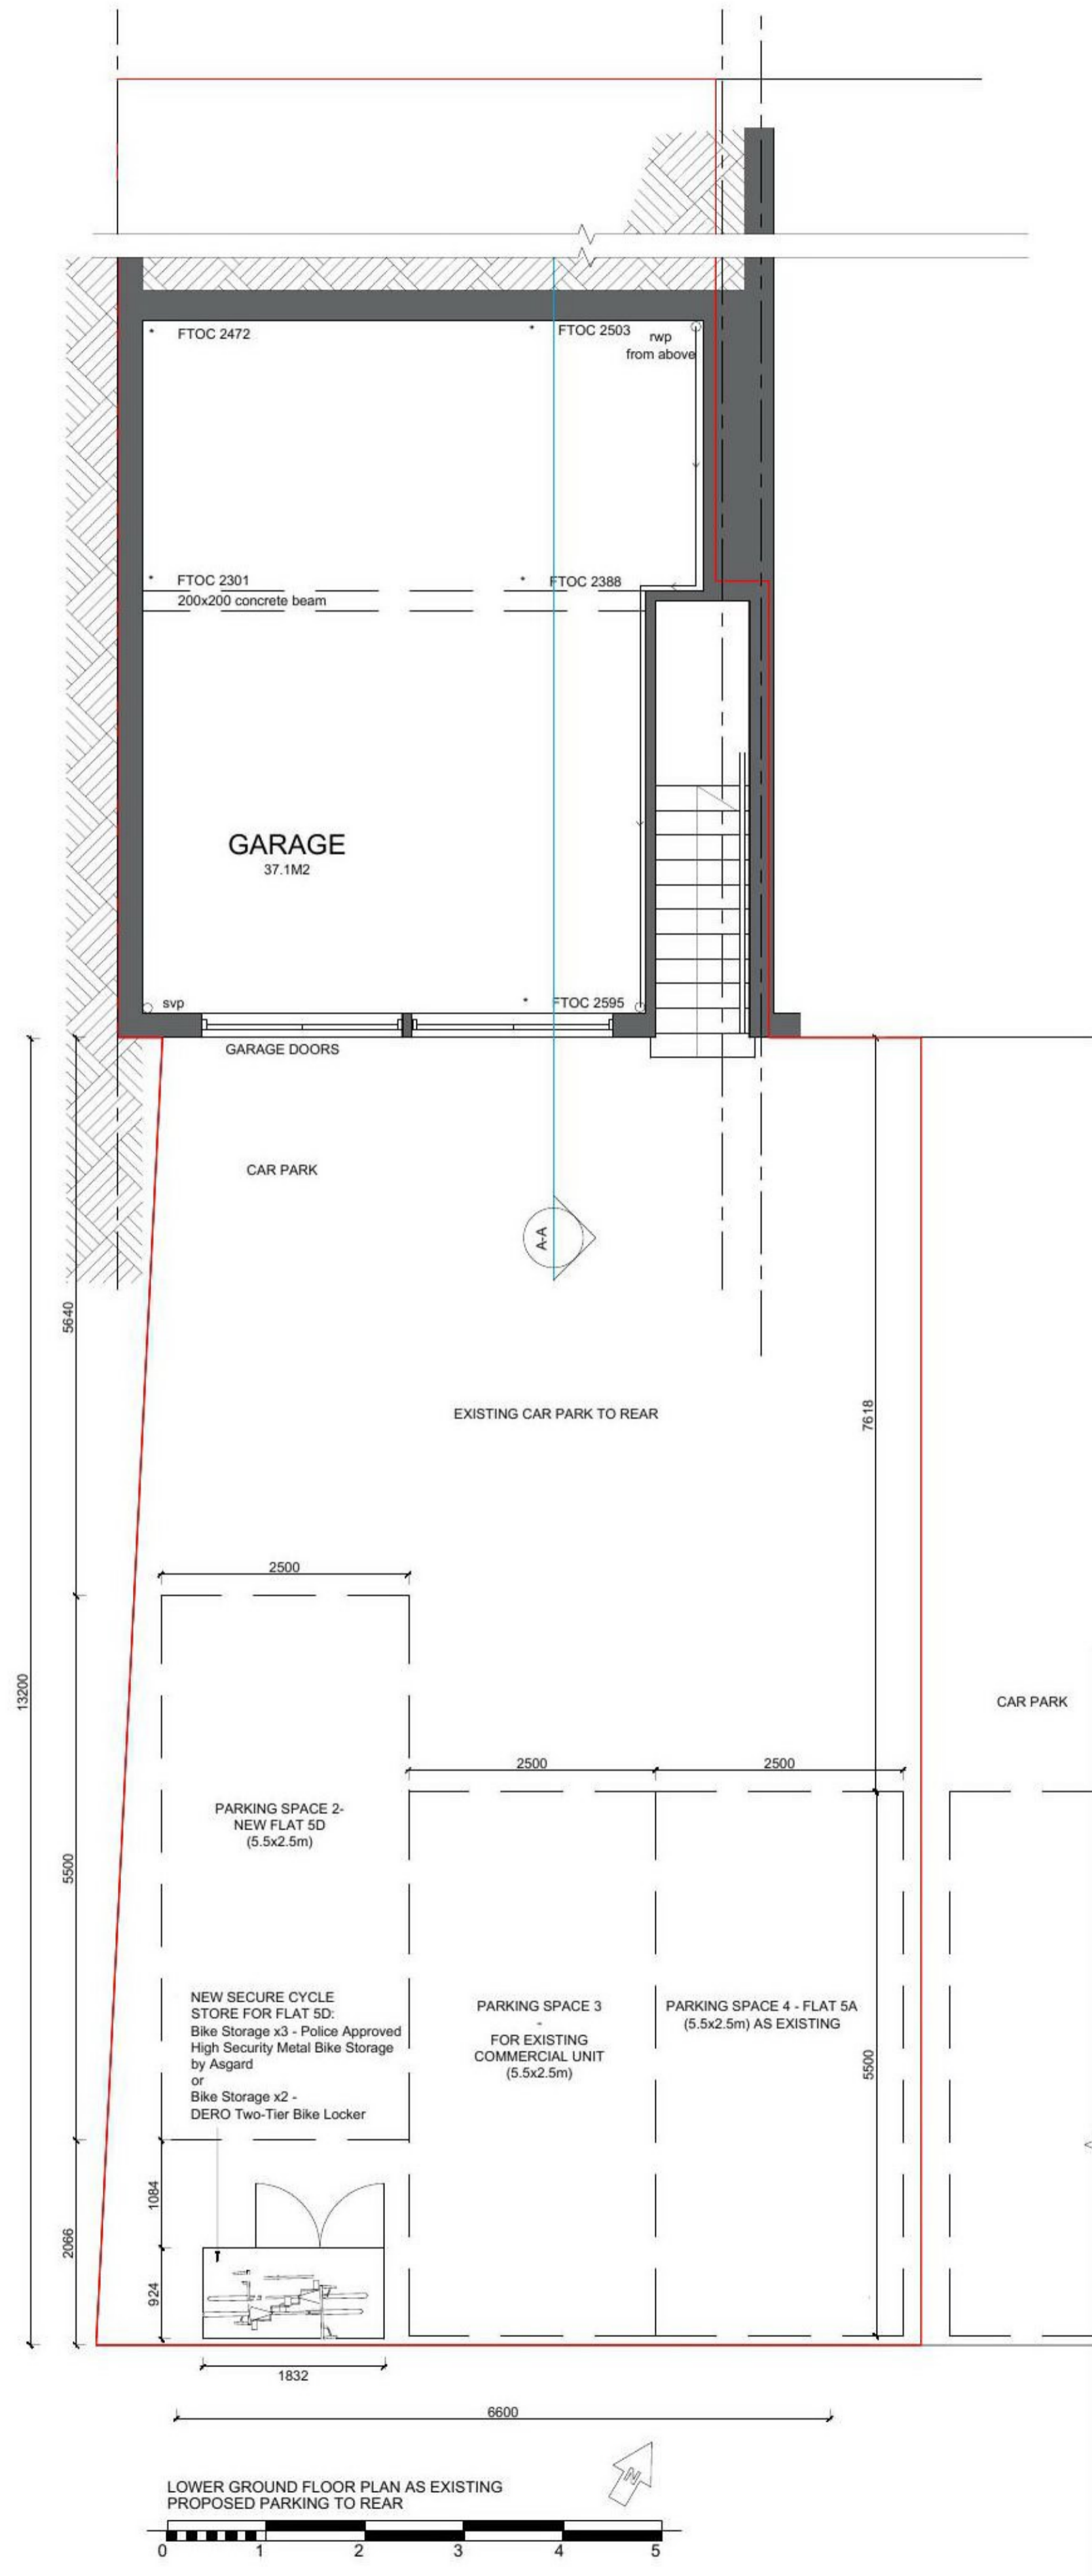 FTOC 2472
FTOC 2503
rwp
from above
FTOC 2301
FTOC 2388
200x200 concrete beam
GARAGE
37.1M2
svp
FTOC 2595
GARAGE DOORS
CAR PARK
A-A
5640
7618
EXISTING CAR PARK TO REAR
2500
13200
CAR PARK
2500
2500
PARKING SPACE 2-
NEW FLAT 5D
(5.5x2.5m)
5500
NEW SECURE CYCLE
STORE FOR FLAT 5D:
Bike Storage x3 - Police Approved
High Security Metal Bike Storage
by Asgard
or
Bike Storage x2 -
DERO Two-Tier Bike Locker
PARKING SPACE 3
-
FOR EXISTING
COMMERCIAL UNIT
(5.5x2.5m)
PARKING SPACE 4 - FLAT 5A
(5.5x2.5m) AS EXISTING
5500
1084
2066
924
1832
6600
N
LOWER GROUND FLOOR PLAN AS EXISTING
PROPOSED PARKING TO REAR
0 1 2 3 4 5